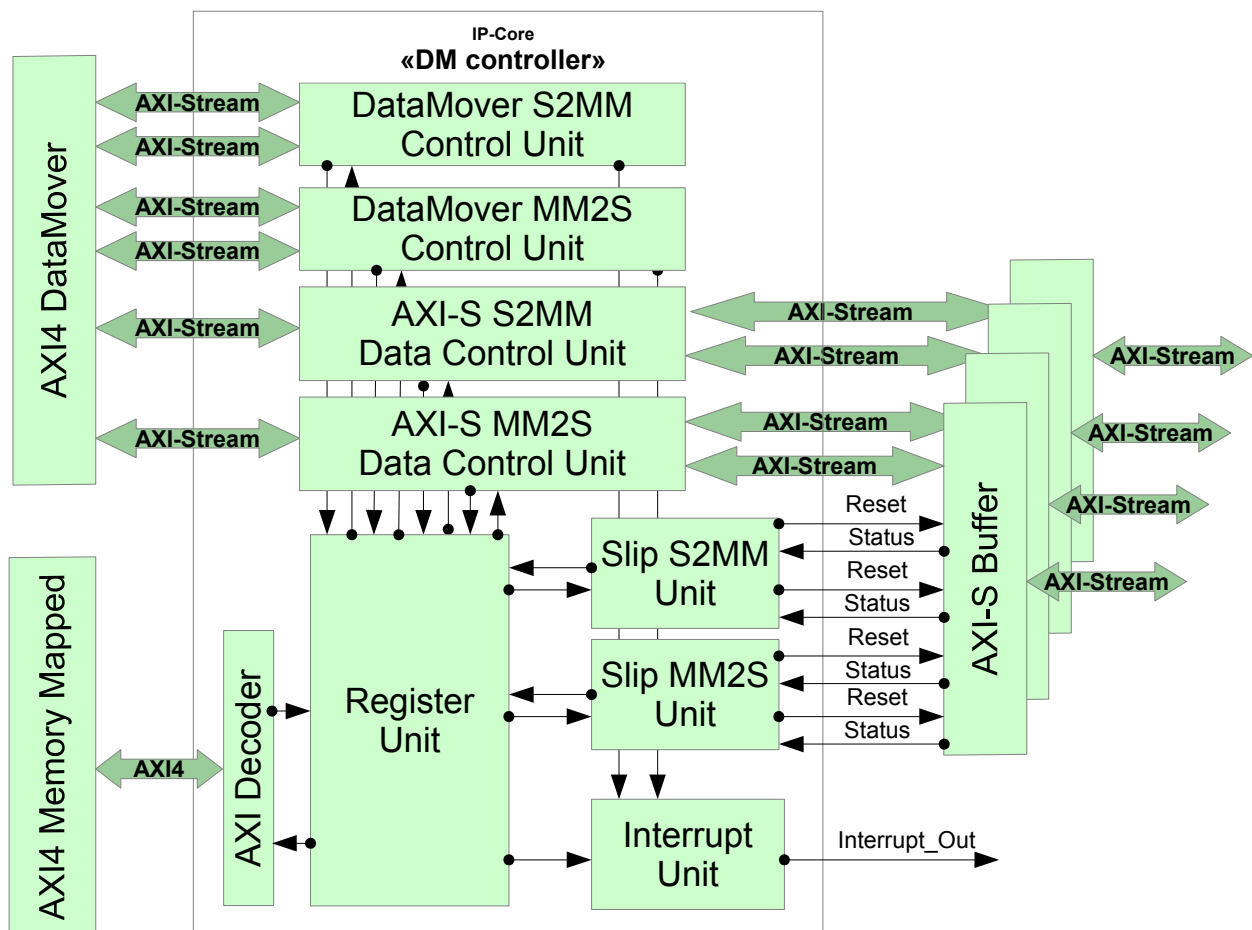 IP-Core
«DM controller»
AXI4 DataMover
AXI-Stream
DataMover S2MM
Control Unit
AXI-Stream
AXI-Stream
DataMover MM2S
Control Unit
AXI-Stream
AXI-Stream
AXI-S S2MM
Data Control Unit
AXI-Stream
AXI-Stream
AXI-Stream
AXI-Stream
AXI-S MM2S
Data Control Unit
AXI-Stream
AXI-Stream
AXI-Stream
AXI-Stream
AXI-Stream
AXI-S Buffer
Slip S2MM
Unit
Reset
Status
Reset
Status
Slip MM2S
Unit
Reset
Status
Reset
Status
AXI4 Memory Mapped
AXI4
AXI Decoder
Register
Unit
Interrupt
Unit
Interrupt_Out